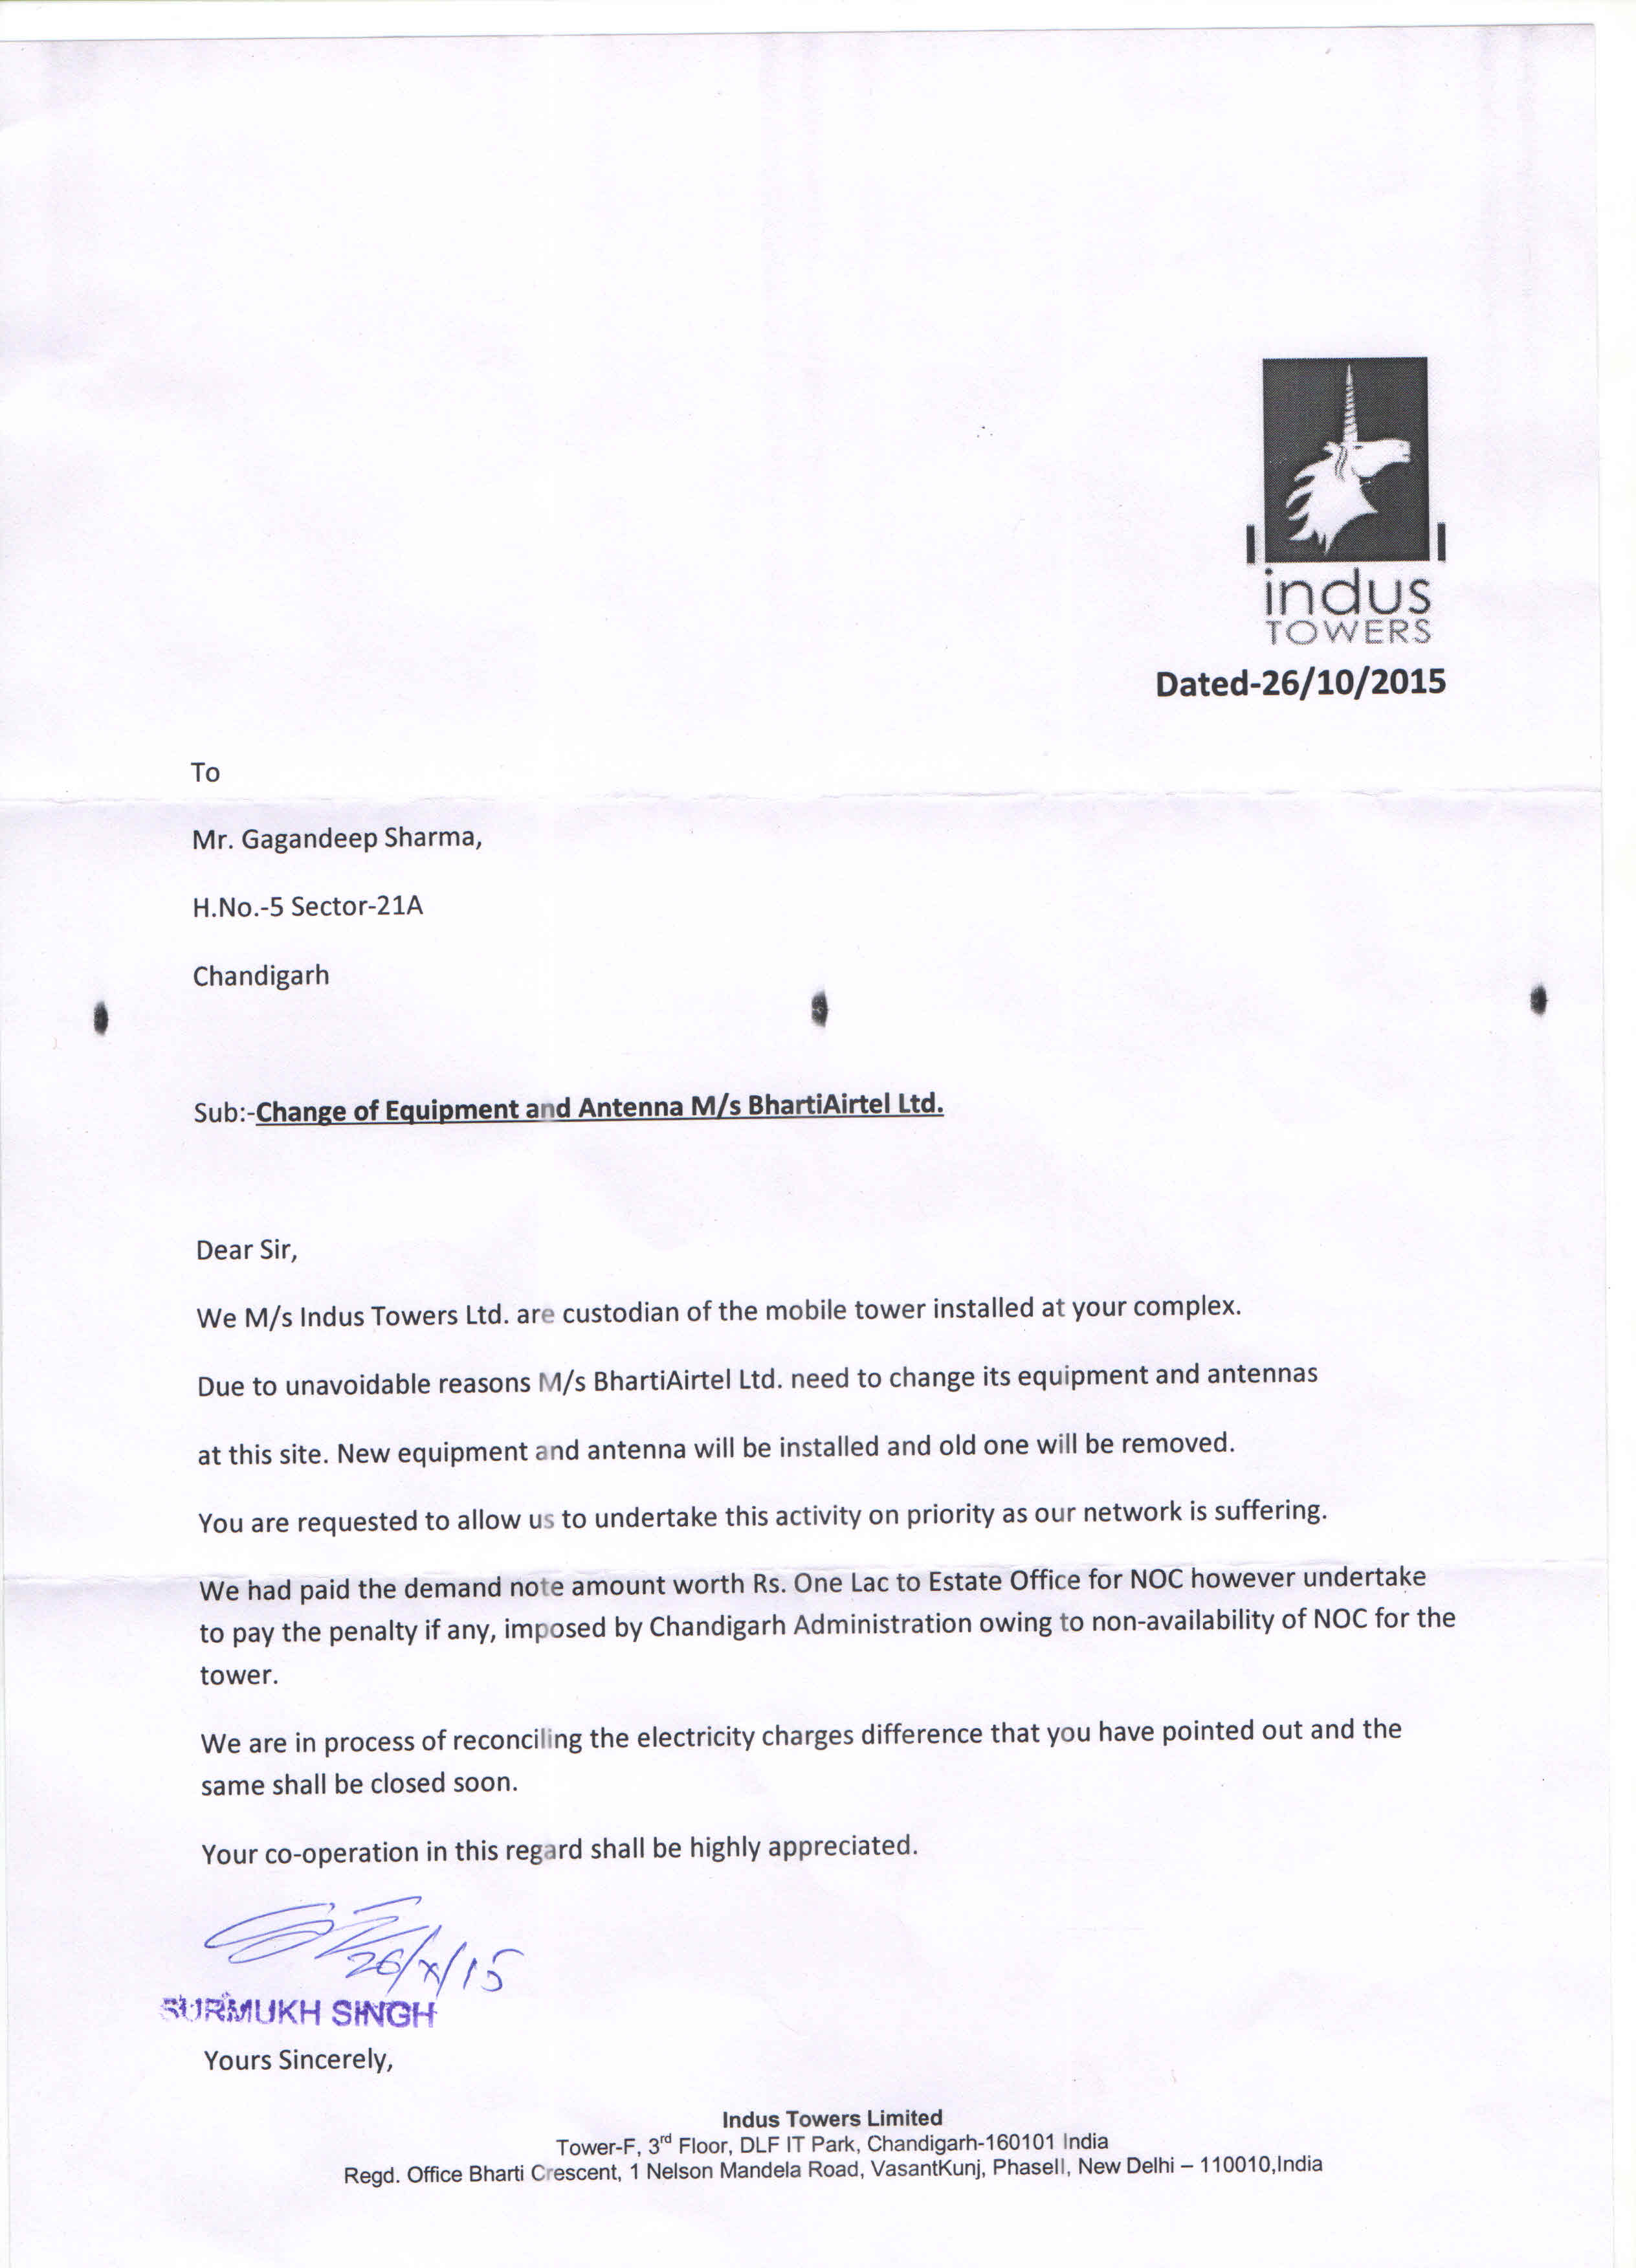 indus
TOWERS
Dated-26/10/2015
To
Mr. Gagandeep Sharma,
H.No.-5 Sector-21A
Chandigarh
Sub:-Change of Equipment and Antenna M/s BhartiAirtel Ltd.
Dear Sir,
We M/s Indus Towers Ltd. are custodian of the mobile tower installed at your complex.
Due to unavoidable reasons M/s BhartiAirtel Ltd. need to change its equipment and antennas
at this site. New equipment and antenna will be installed and old one will be removed.
You are requested to allow us to undertake this activity on priority as our network is suffering.
We had paid the demand note amount worth Rs. One Lac to Estate Office for NOC however undertake
to pay the penalty if any, imposed by Chandigarh Administration owing to non-availability of NOC for the
tower.
We are in process of reconciling the electricity charges difference that you have pointed out and the
same shall be closed soon.
Your co-operation in this regard shall be highly appreciated.
26/x/15
SURMUKH SINGH
Yours Sincerely,
Indus Towers Limited
Tower-F, 3rd Floor, DLF IT Park, Chandigarh-160101 India
Regd. Office Bharti Crescent, 1 Nelson Mandela Road, VasantKunj, PhaseII, New Delhi – 110010,India